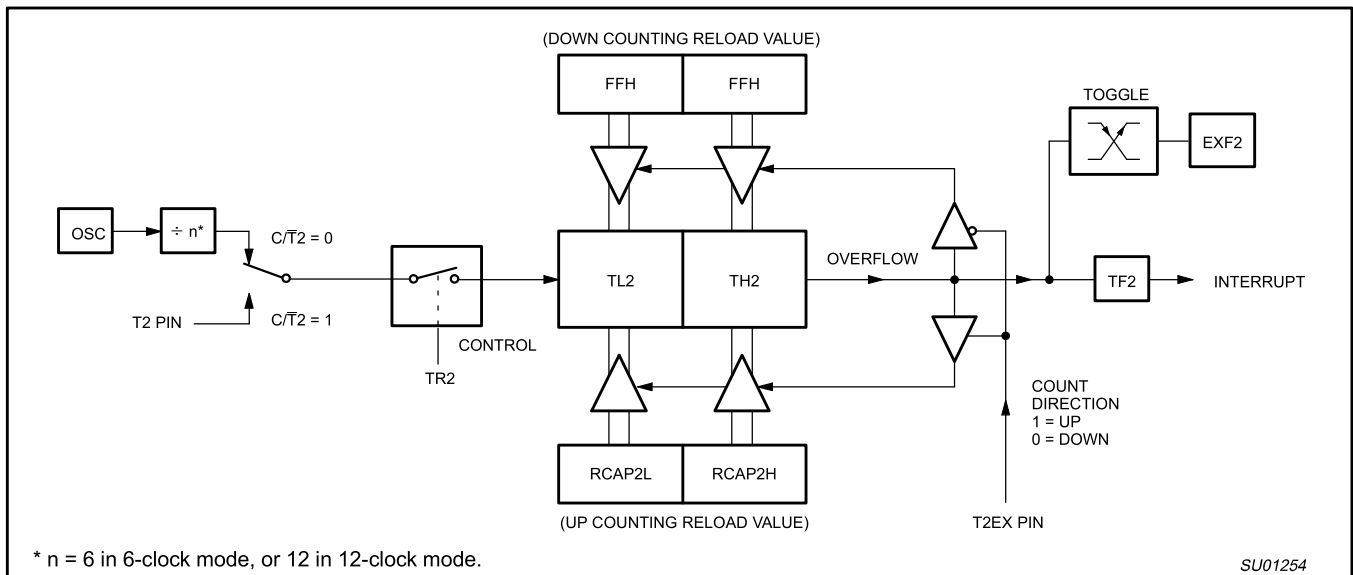 (DOWN COUNTING RELOAD VALUE)
FFH
FFH
TOGGLE
EXF2
OSC
÷ n*
C/T̅2 = 0
TL2
TH2
OVERFLOW
TF2
INTERRUPT
T2 PIN
C/T̅2 = 1
CONTROL
TR2
COUNT
DIRECTION
1 = UP
0 = DOWN
RCAP2L
RCAP2H
(UP COUNTING RELOAD VALUE)
T2EX PIN
* n = 6 in 6-clock mode, or 12 in 12-clock mode.
SU01254